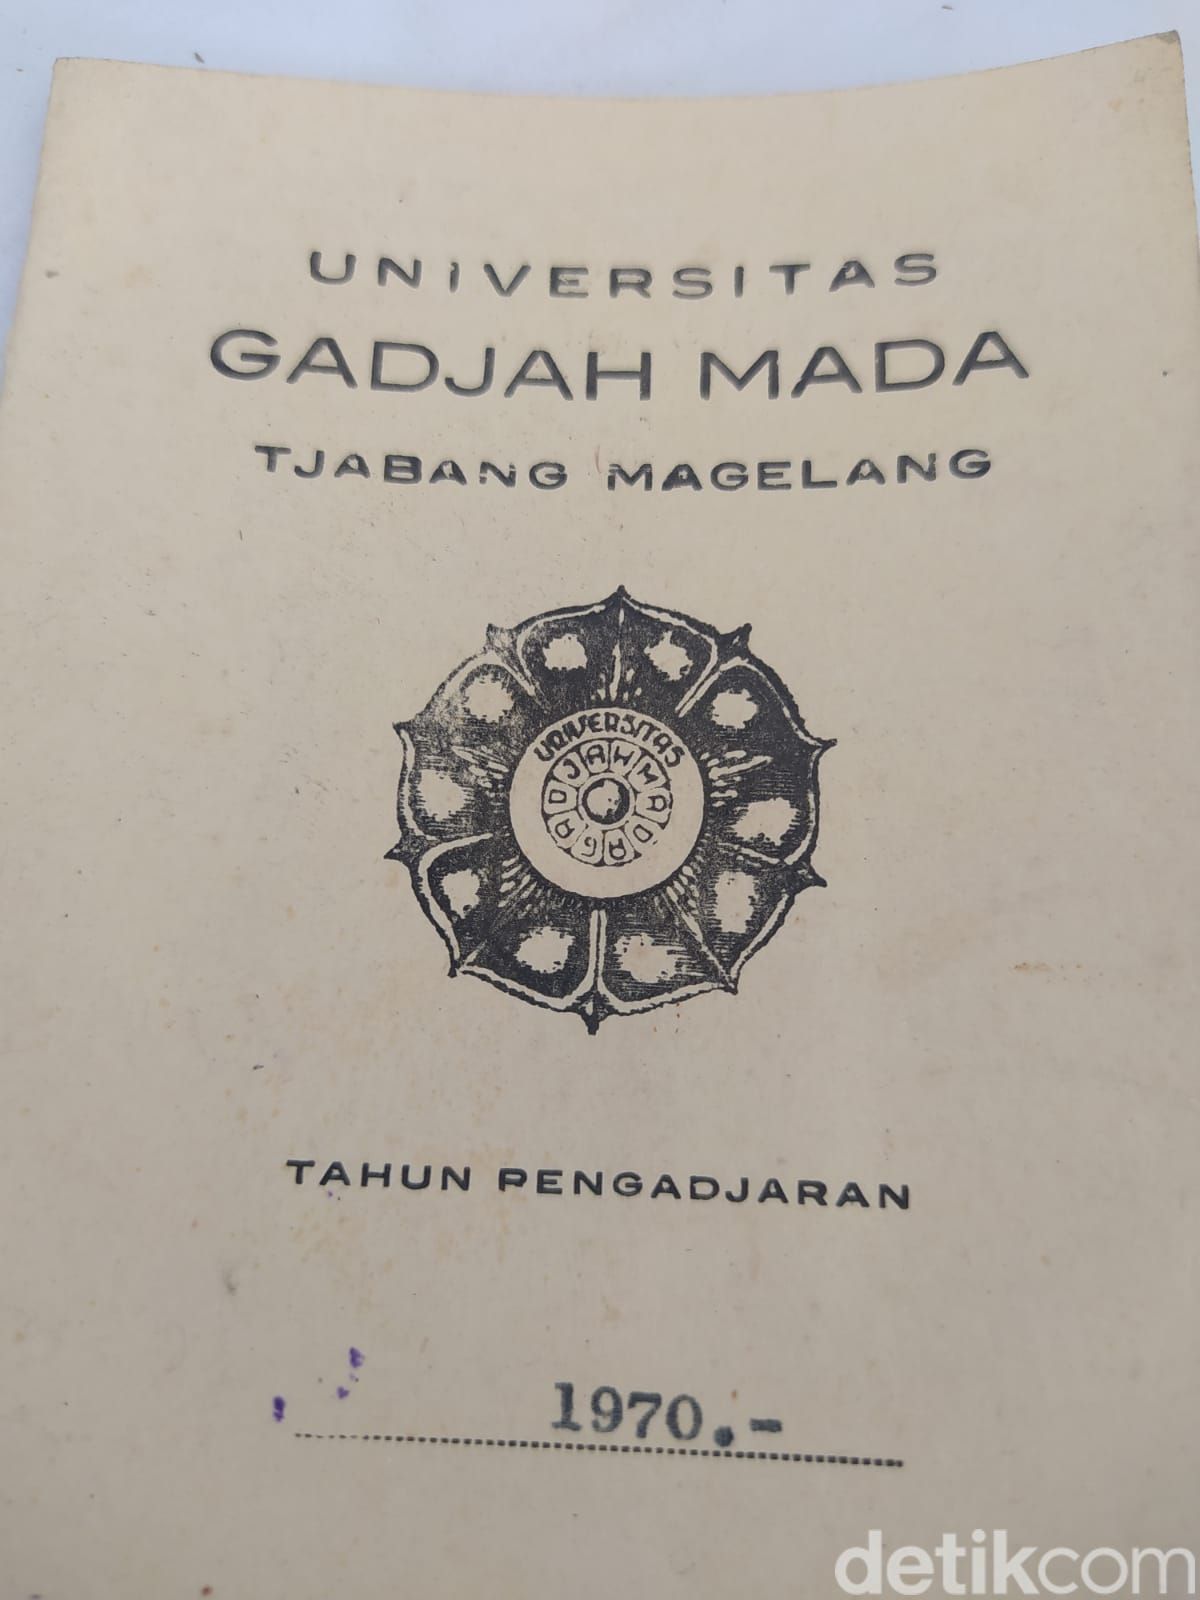 UNIVERSITAS
GADJAH MADA
TJABANG MAGELANG
UNIVERSITAS
GADJAH MADA
TAHUN PENGADJARAN
1970.-
detikcom